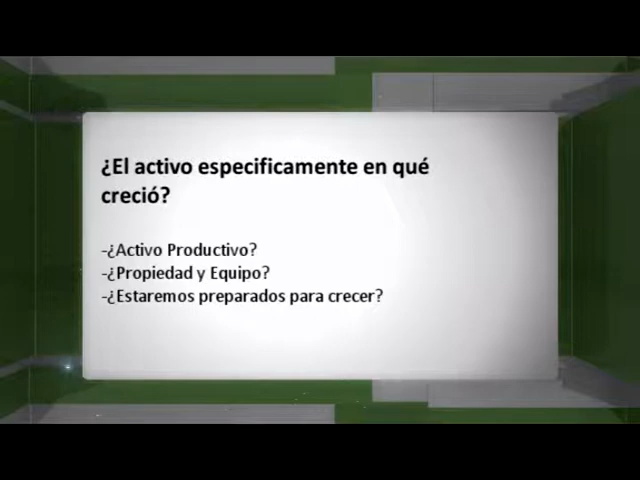 ¿El activo especificamente en qué
creció?
-¿Activo Productivo?
-¿Propiedad y Equipo?
-¿Estaremos preparados para crecer?